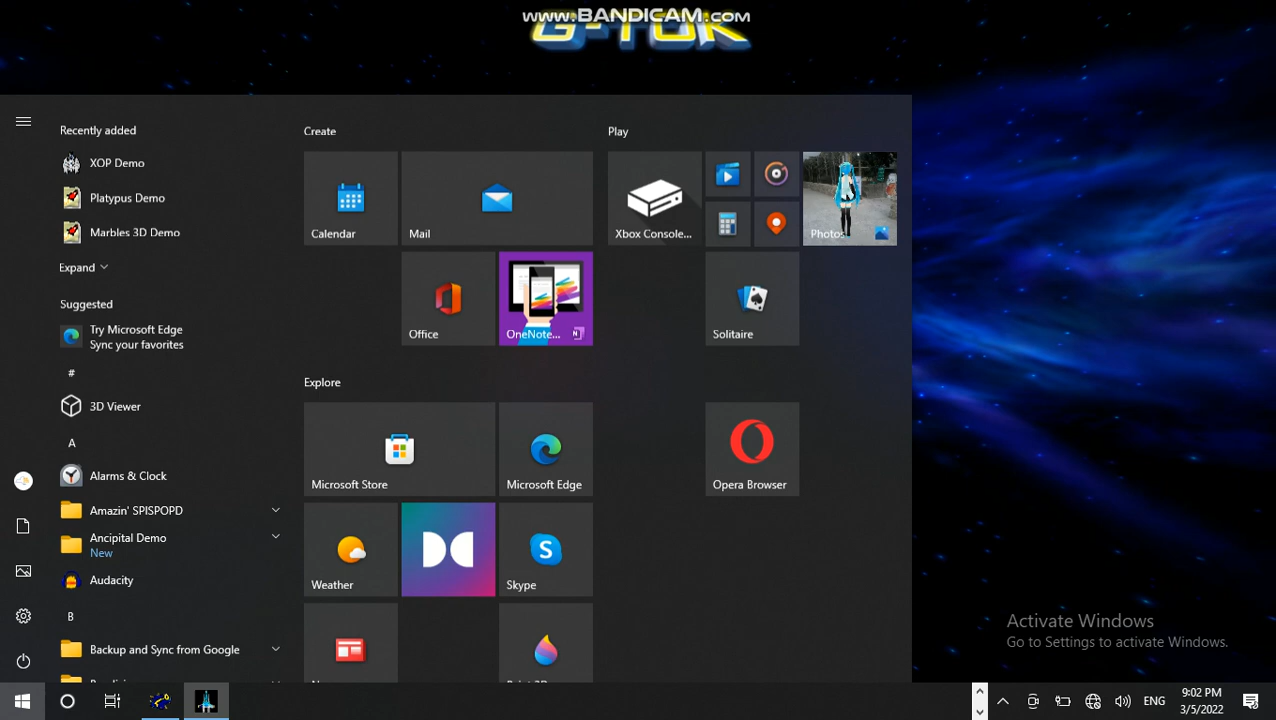 www.BANDICAM.com
G-TOK
Recently added
XOP Demo
Platypus Demo
Marbles 3D Demo
Expand
Suggested
Try Microsoft Edge
Sync your favorites
#
3D Viewer
A
Alarms & Clock
Amazin' SPISPOPD
Ancipital Demo
New
Audacity
B
Backup and Sync from Google
Create
Calendar
Mail
Office
OneNote...
Explore
Microsoft Store
Microsoft Edge
Weather
S
Skype
Play
Xbox Console...
Photos
Solitaire
Opera Browser
Activate Windows
Go to Settings to activate Windows.
ENG
9:02 PM
3/5/2022